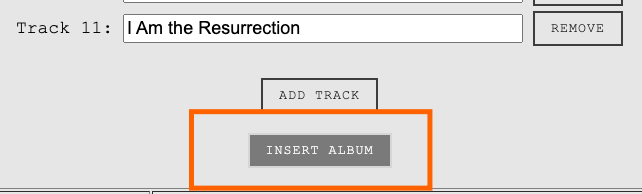 Track 11: I Am the Resurrection REMOVE
ADD TRACK
INSERT ALBUM